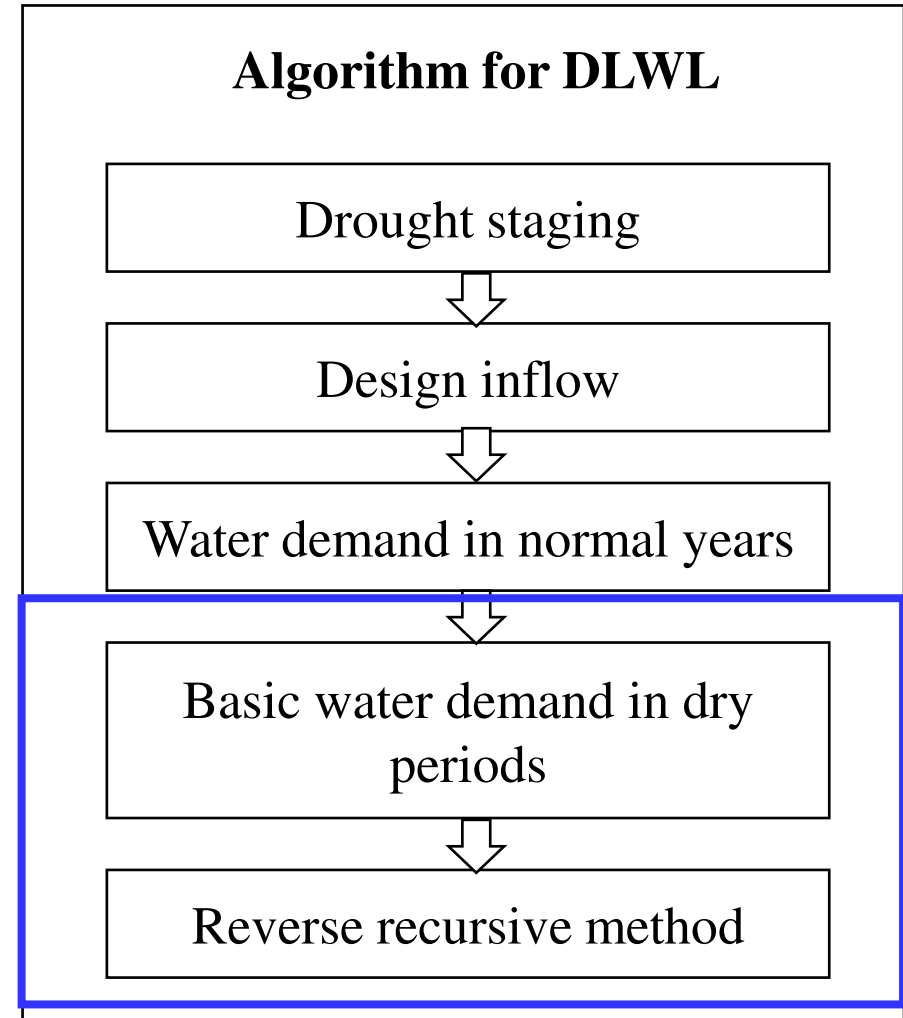 Algorithm for DLWL
Drought staging
Design inflow
Water demand in normal years
Basic water demand in dry
periods
Reverse recursive method